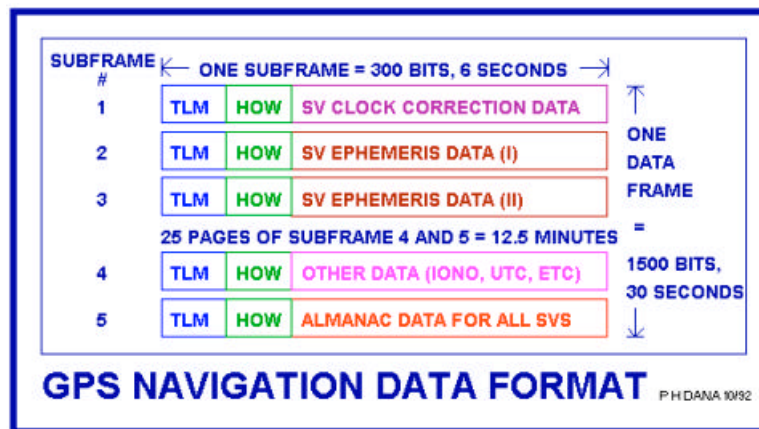 SUBFRAME
#
ONE SUBFRAME = 300 BITS, 6 SECONDS
1 TLM HOW SV CLOCK CORRECTION DATA
2 TLM HOW SV EPHEMERIS DATA (I)
3 TLM HOW SV EPHEMERIS DATA (II)
25 PAGES OF SUBFRAME 4 AND 5 = 12.5 MINUTES
4 TLM HOW OTHER DATA (IONO, UTC, ETC)
5 TLM HOW ALMANAC DATA FOR ALL SVS
ONE
DATA
FRAME
=
1500 BITS,
30 SECONDS
GPS NAVIGATION DATA FORMAT
P H DANA 10/92